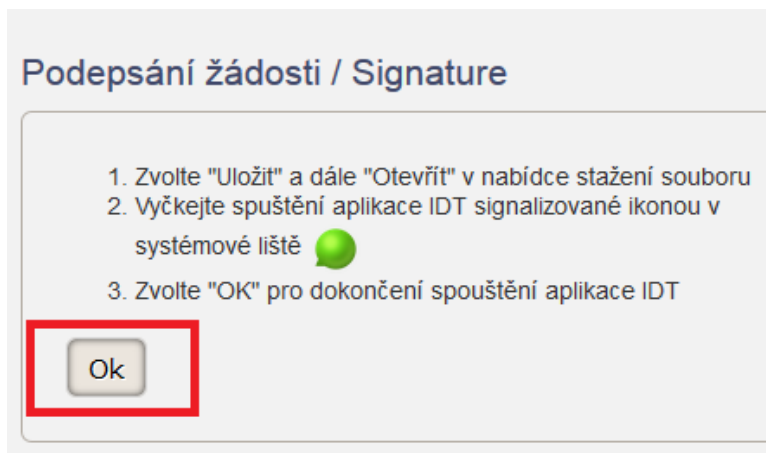 Podepsání žádosti / Signature
1. Zvolte "Uložit" a dále "Otevřít" v nabídce stažení souboru
2. Vyčkejte spuštění aplikace IDT signalizované ikonou v
systémové liště
3. Zvolte "OK" pro dokončení spouštění aplikace IDT
Ok